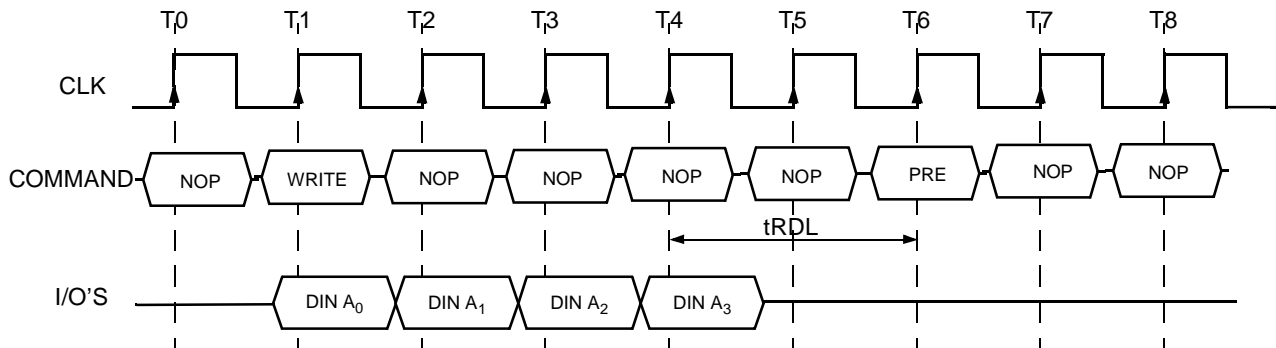 T0 T1 T2 T3 T4 T5 T6 T7 T8
CLK
COMMAND NOP WRITE NOP NOP NOP NOP PRE NOP NOP
tRDL
I/O'S DIN A0 DIN A1 DIN A2 DIN A3